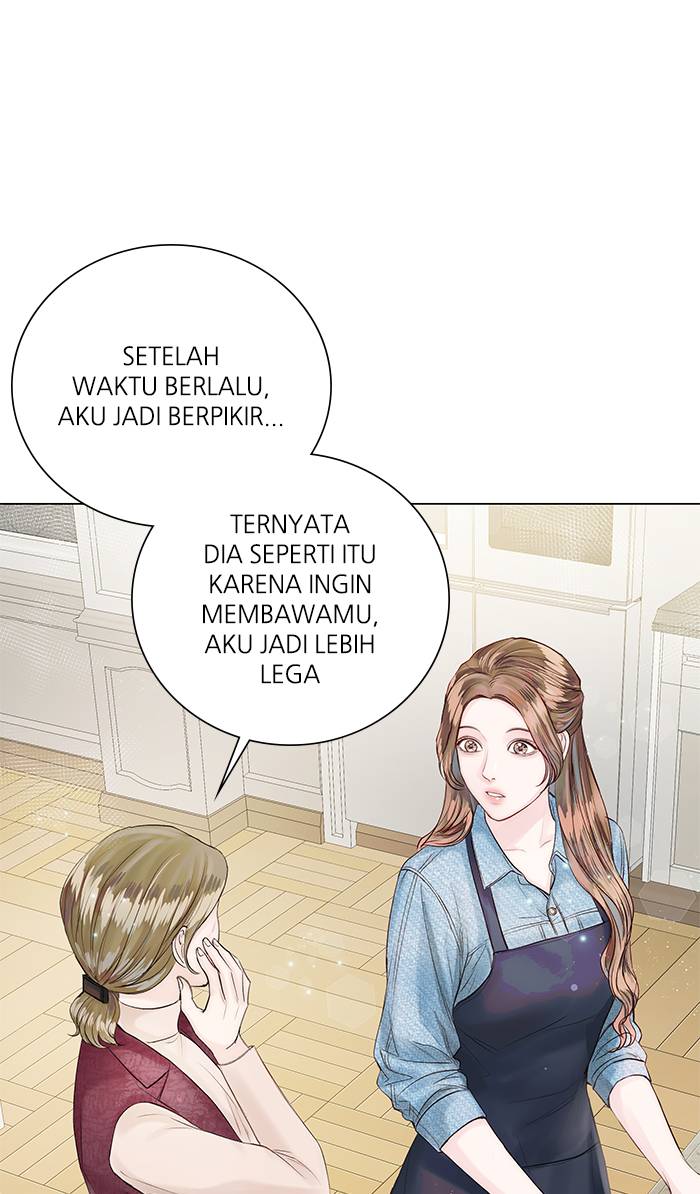 SETELAH
WAKTU BERLALU,
AKU JADI BERPIKIR...
TERNYATA
DIA SEPERTI ITU
KARENA INGIN
MEMBAWAMU,
AKU JADI LEBIH
LEGA